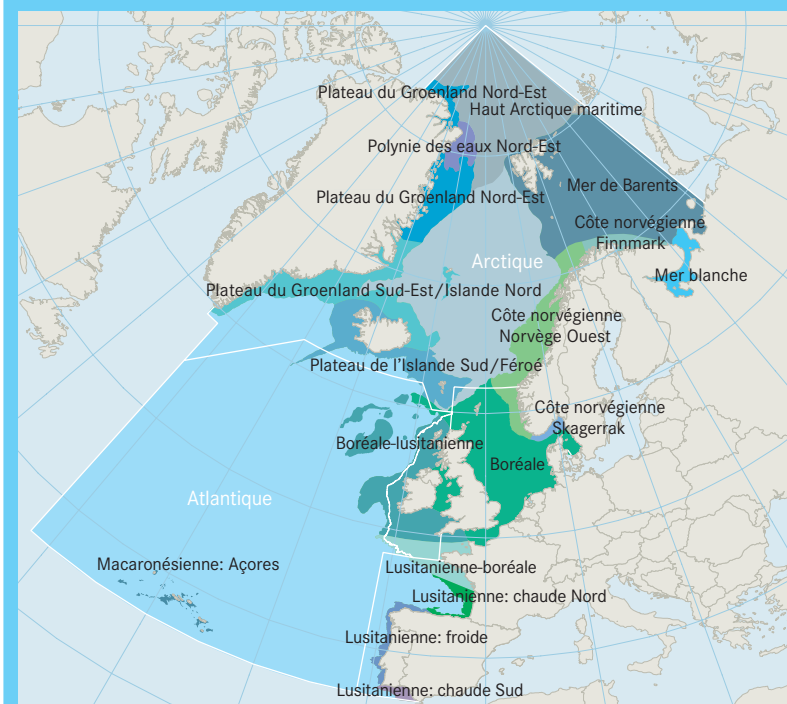 Plateau du Groenland Nord-Est
Haut Arctique maritime
Polynie des eaux Nord-Est
Mer de Barents
Plateau du Groenland Nord-Est
Côte norvégienne
Finnmark
Arctique
Mer blanche
Plateau du Groenland Sud-Est/Islande Nord
Côte norvégienne
Norvège Ouest
Plateau de l'Islande Sud/Féroé
Côte norvégienne
Skagerrak
Boréale-lusitanienne
Boréale
Atlantique
Macaronésienne: Açores
Lusitanienne-boréale
Lusitanienne: chaude Nord
Lusitanienne: froide
Lusitanienne: chaude Sud